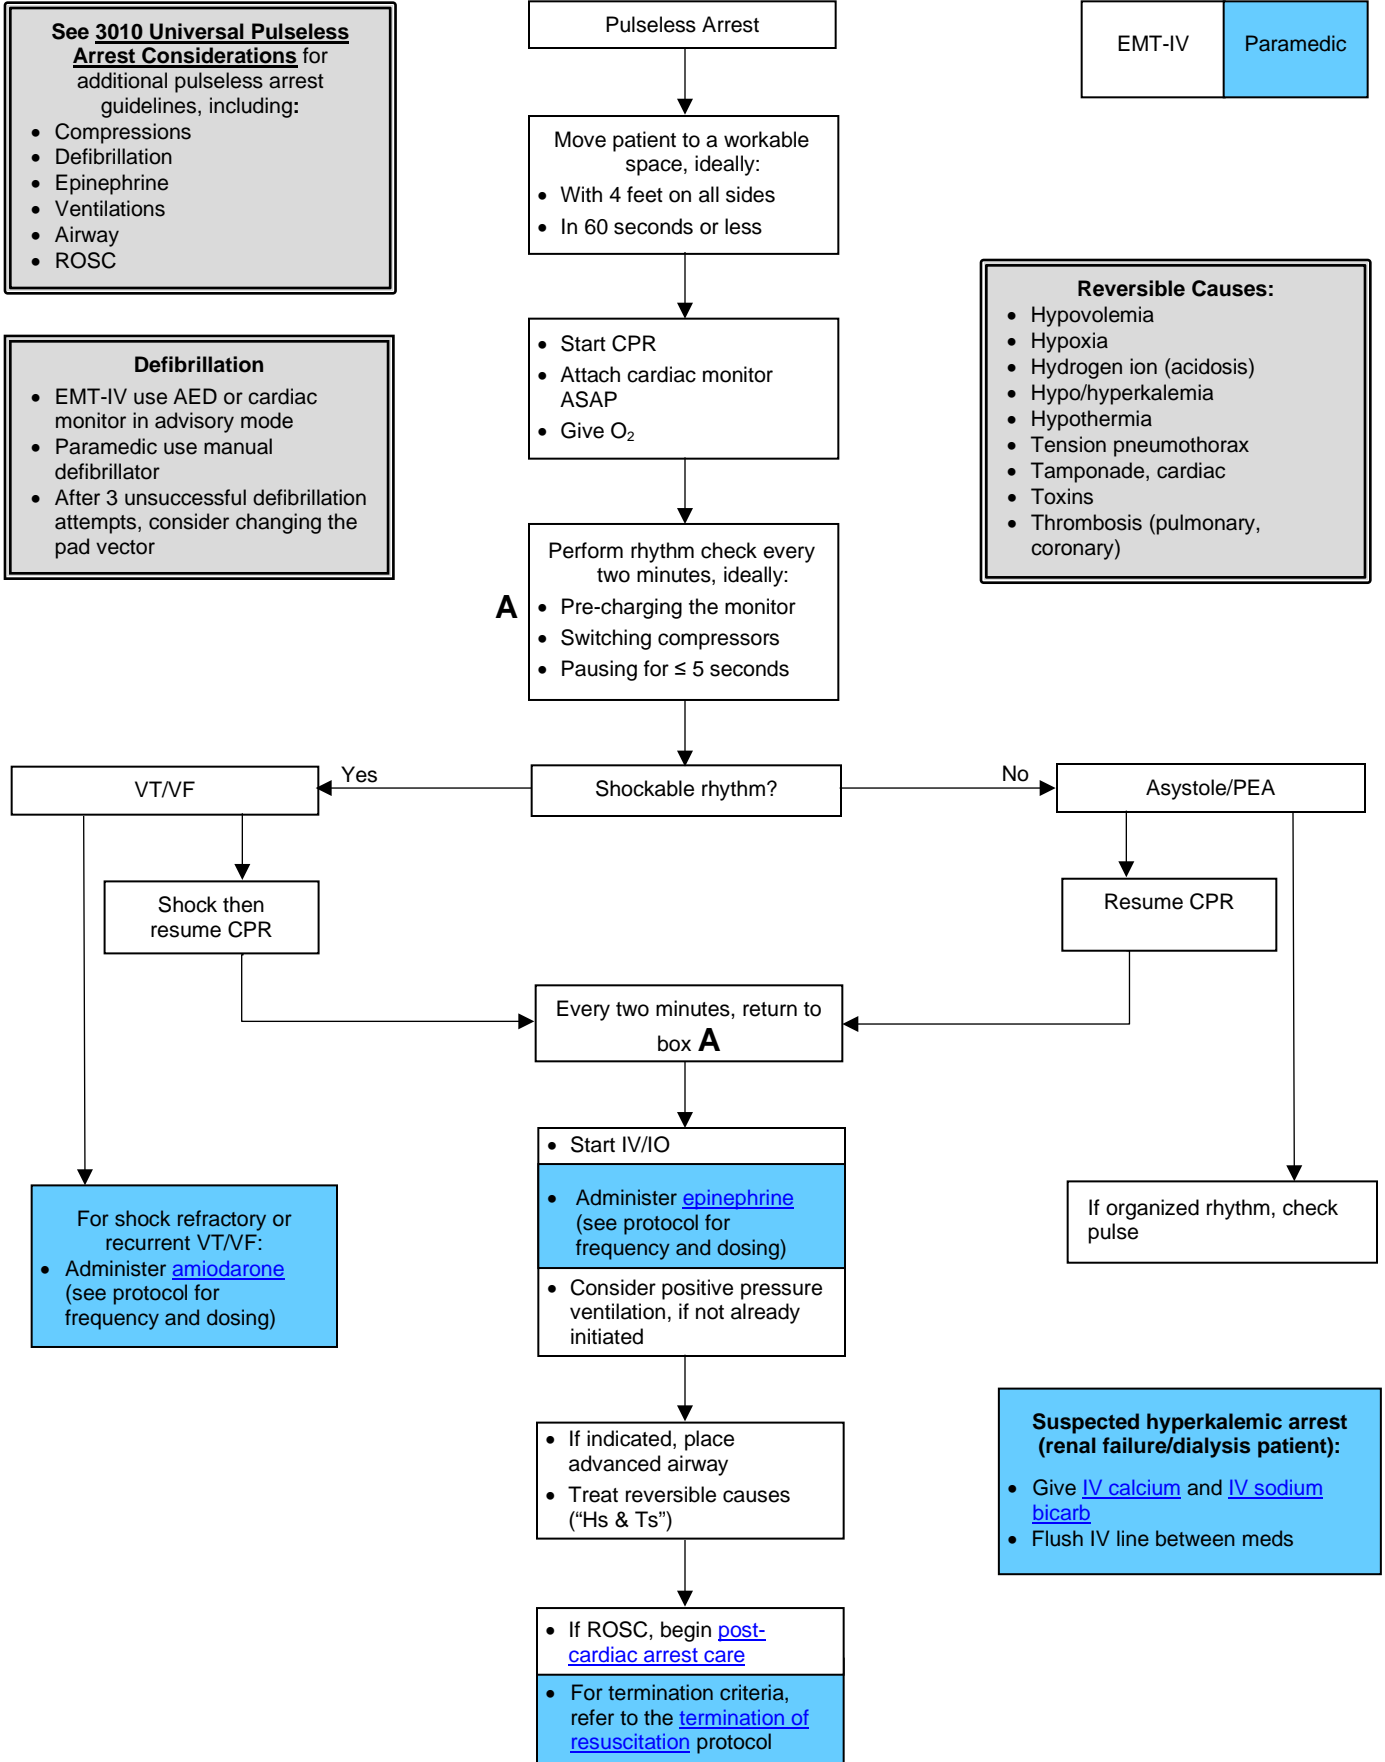 See 3010 Universal Pulseless
Arrest Considerations for
additional pulseless arrest
guidelines, including:
• Compressions
• Defibrillation
• Epinephrine
• Ventilations
• Airway
• ROSC
Pulseless Arrest
EMT-IV
Paramedic
Move patient to a workable
space, ideally:
• With 4 feet on all sides
• In 60 seconds or less
Defibrillation
• EMT-IV use AED or cardiac
monitor in advisory mode
• Paramedic use manual
defibrillator
• After 3 unsuccessful defibrillation
attempts, consider changing the
pad vector
• Start CPR
• Attach cardiac monitor
ASAP
• Give O₂
Reversible Causes:
• Hypovolemia
• Hypoxia
• Hydrogen ion (acidosis)
• Hypo/hyperkalemia
• Hypothermia
• Tension pneumothorax
• Tamponade, cardiac
• Toxins
• Thrombosis (pulmonary,
coronary)
A
Perform rhythm check every
two minutes, ideally:
• Pre-charging the monitor
• Switching compressors
• Pausing for ≤ 5 seconds
VT/VF
Yes
Shockable rhythm?
No
Asystole/PEA
Shock then
resume CPR
Resume CPR
Every two minutes, return to
box A
• Start IV/IO
• Administer epinephrine
(see protocol for
frequency and dosing)
• Consider positive pressure
ventilation, if not already
initiated
For shock refractory or
recurrent VT/VF:
• Administer amiodarone
(see protocol for
frequency and dosing)
If organized rhythm, check
pulse
• If indicated, place
advanced airway
• Treat reversible causes
(“Hs & Ts”)
Suspected hyperkalemic arrest
(renal failure/dialysis patient):
• Give IV calcium and IV sodium
bicarb
• Flush IV line between meds
• If ROSC, begin post-
cardiac arrest care
• For termination criteria,
refer to the termination of
resuscitation protocol